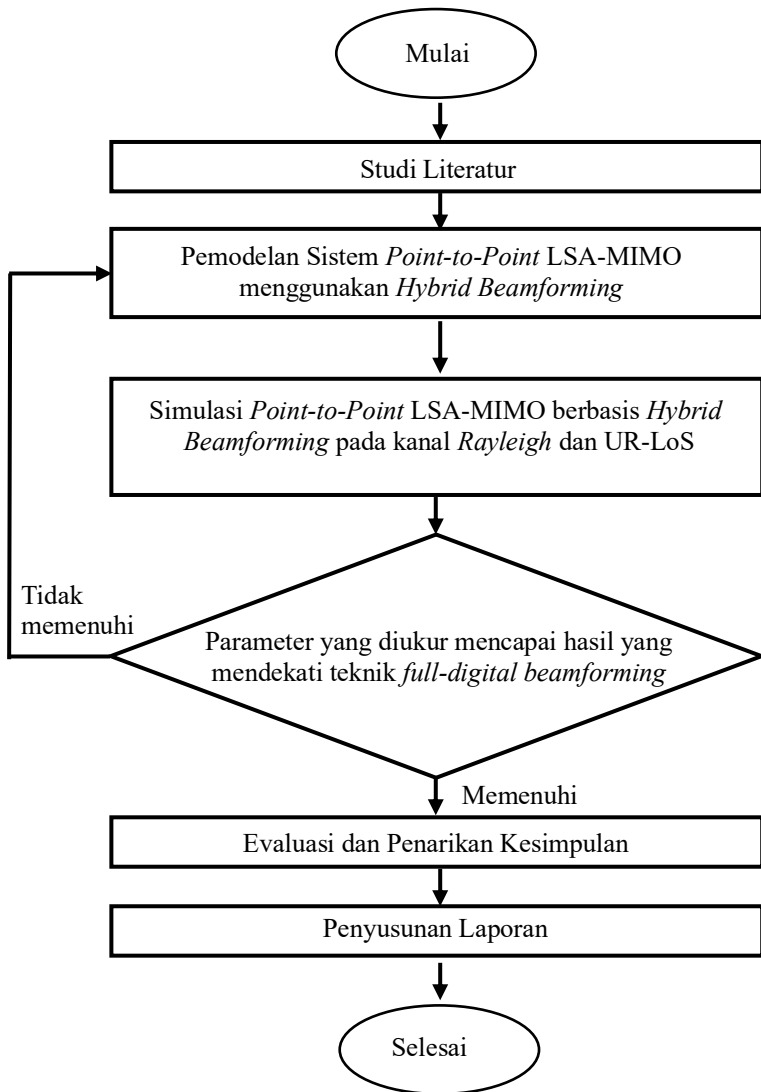 Mulai
Studi Literatur
Pemodelan Sistem Point-to-Point LSA-MIMO
menggunakan Hybrid Beamforming
Simulasi Point-to-Point LSA-MIMO berbasis Hybrid
Beamforming pada kanal Rayleigh dan UR-LoS
Tidak
memenuhi
Parameter yang diukur mencapai hasil yang
mendekati teknik full-digital beamforming
Memenuhi
Evaluasi dan Penarikan Kesimpulan
Penyusunan Laporan
Selesai